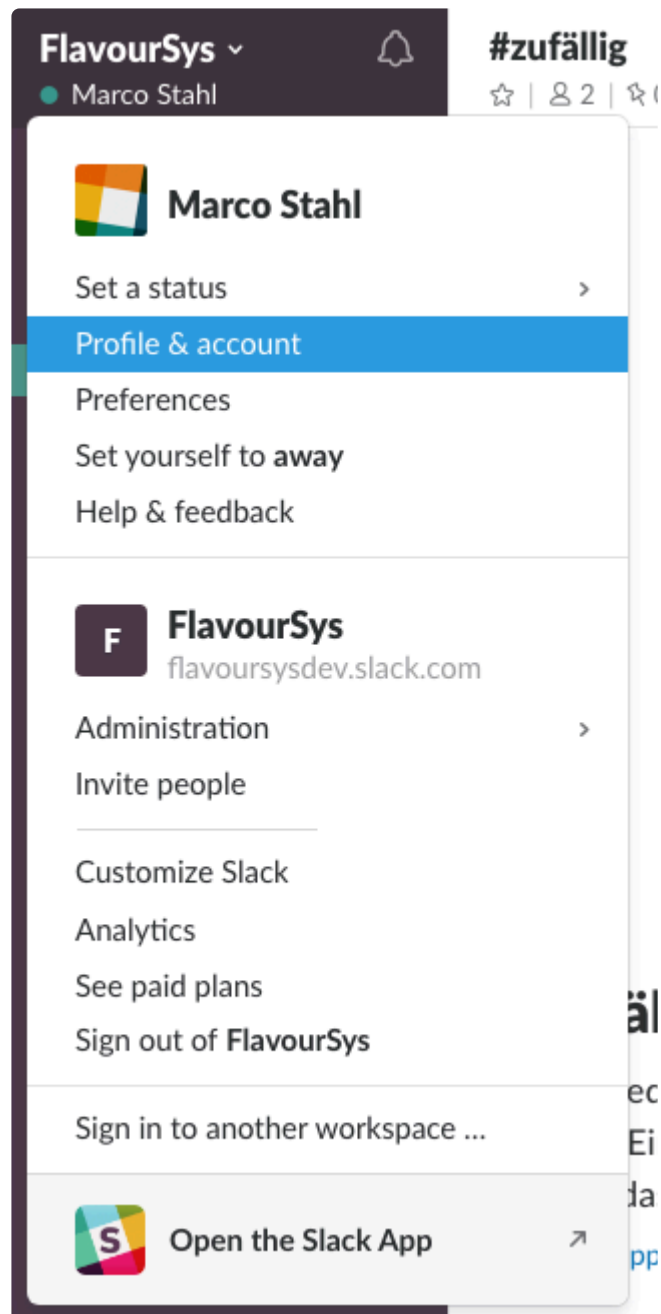 FlavourSys
#zufällig
Marco Stahl
2
Marco Stahl
Set a status
Profile & account
Preferences
Set yourself to away
Help & feedback
F
FlavourSys
flavoursysdev.slack.com
Administration
Invite people
Customize Slack
Analytics
See paid plans
Sign out of FlavourSys
Sign in to another workspace ...
S
Open the Slack App